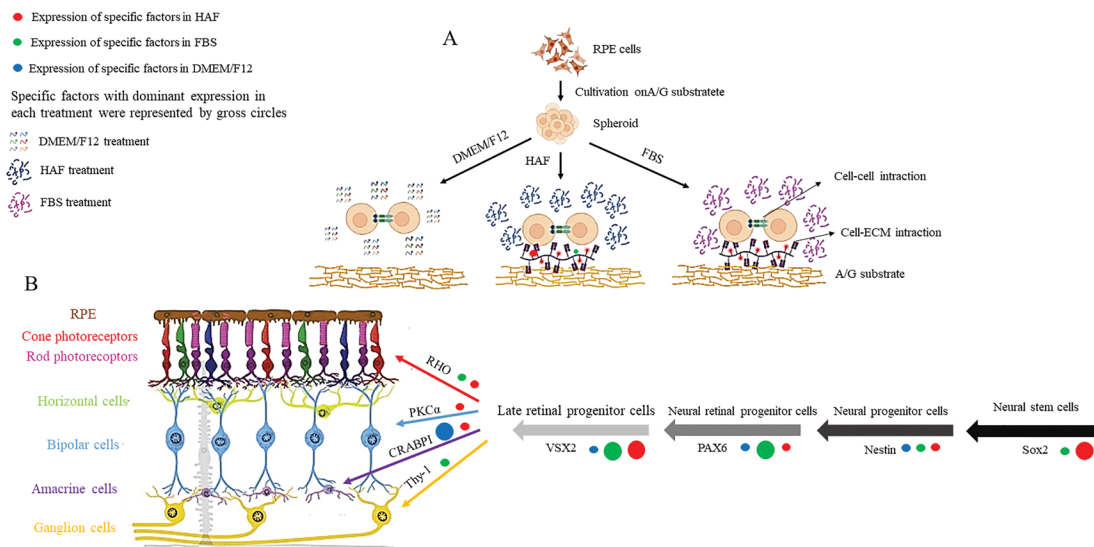 Expression of specific factors in HAF
Expression of specific factors in FBS
Expression of specific factors in DMEM/F12
Specific factors with dominant expression in
each treatment were represented by gross circles
DMEM/F12 treatment
HAF treatment
FBS treatment
A
RPE cells
Cultivation onA/G substratete
Spheroid
DMEM/F12
HAF
FBS
Cell-cell intraction
Cell-ECM intraction
A/G substrate
B
RPE
Cone photoreceptors
Rod photoreoptors
Horizontal cells
Bipolar cells
Amacrine cells
Ganglion cells
RHO
PKCα
CRABPI
Thy-1
Late retinal progenitor cells
VSX2
Neural retinal progenitor cells
PAX6
Neural progenitor cells
Nestin
Neural stem cells
Sox2